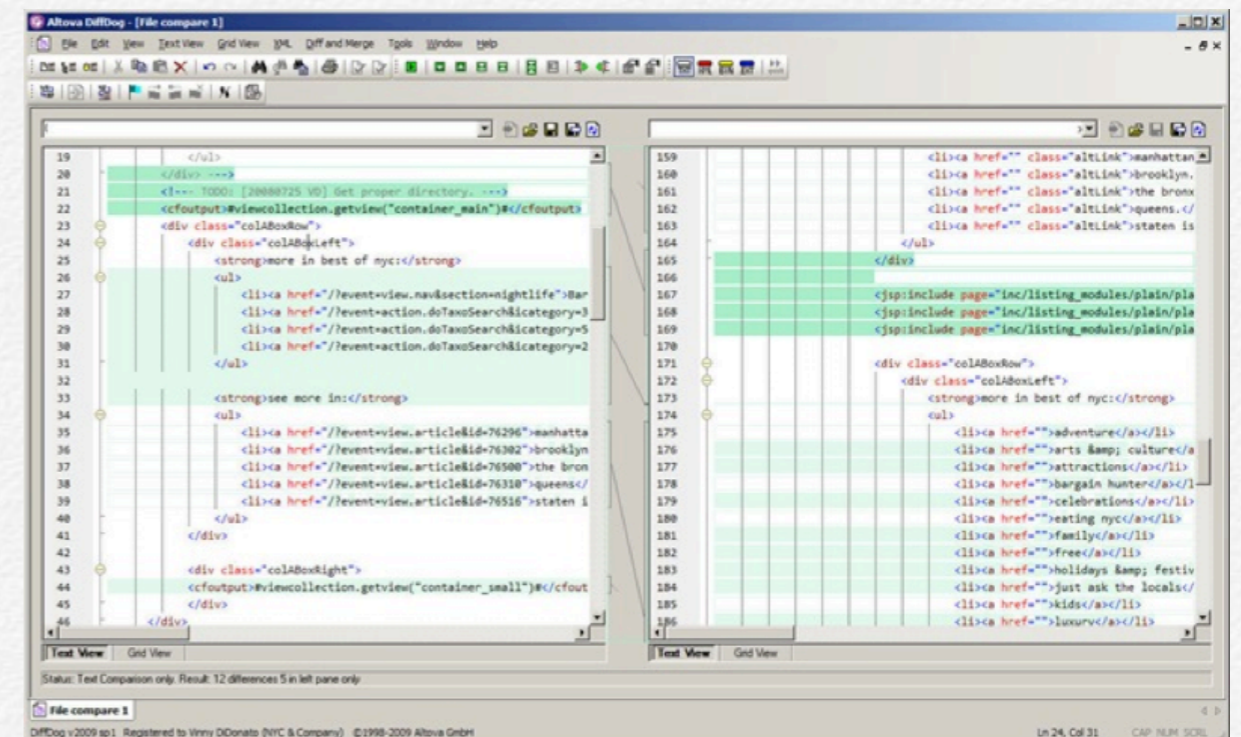 Altova DiffDog - [File compare 1]
File Edit View Text View Grid View XML Diff and Merge Tools Window Help
19 </ul>
20 </div> --->
21 <!--- TODO: [20080725 VD] Get proper directory. --->
22 <cfoutput>#viewcollection.getview("container_main")#</cfoutput>
23 <div class="colABoxRow">
24 <div class="colABoxLeft">
25 <strong>more in best of nyc:</strong>
26 <ul>
27 <li><a href="/?event=view.nav&section=nightlife">Bar
28 <li><a href="/?event=action.doTaxoSearch&icategory=3
29 <li><a href="/?event=action.doTaxoSearch&icategory=5
30 <li><a href="/?event=action.doTaxoSearch&icategory=2
31 </ul>
32
33 <strong>see more in:</strong>
34 <ul>
35 <li><a href="/?event=view.article&id=76296">manhatta
36 <li><a href="/?event=view.article&id=76302">brooklyn
37 <li><a href="/?event=view.article&id=76500">the bron
38 <li><a href="/?event=view.article&id=76310">queens</
39 <li><a href="/?event=view.article&id=76516">staten i
40 </ul>
41 </div>
42
43 <div class="colABoxRight">
44 <cfoutput>#viewcollection.getview("container_small")#</cfout
45 </div>
46 </div>
Text View Grid View
159 <li><a href="" class="altLink">manhattan
160 <li><a href="" class="altLink">brooklyn.
161 <li><a href="" class="altLink">the bronx
162 <li><a href="" class="altLink">queens.</
163 <li><a href="" class="altLink">staten is
164 </ul>
165 </div>
166
167 <jsp:include page="inc/listing_modules/plain/pla
168 <jsp:include page="inc/listing_modules/plain/pla
169 <jsp:include page="inc/listing_modules/plain/pla
170
171 <div class="colABoxRow">
172 <div class="colABoxLeft">
173 <strong>more in best of nyc:</strong>
174 <ul>
175 <li><a href="">adventure</a></li>
176 <li><a href="">arts &amp; culture</a
177 <li><a href="">attractions</a></li>
178 <li><a href="">bargain hunter</a></l
179 <li><a href="">celebrations</a></li>
180 <li><a href="">eating nyc</a></li>
181 <li><a href="">family</a></li>
182 <li><a href="">free</a></li>
183 <li><a href="">holidays &amp; festiv
184 <li><a href="">just ask the locals</
185 <li><a href="">kids</a></li>
186 <li><a href="">luxury</a></li>
Text View Grid View
Status: Text Comparison only. Result: 12 differences 5 in left pane only
File compare 1
DiffDog v2009 sp1 Registered to Vinny DiDonato (NYC & Company) ©1998-2009 Altova GmbH Ln 24, Col 31 CAP NUM SCRL